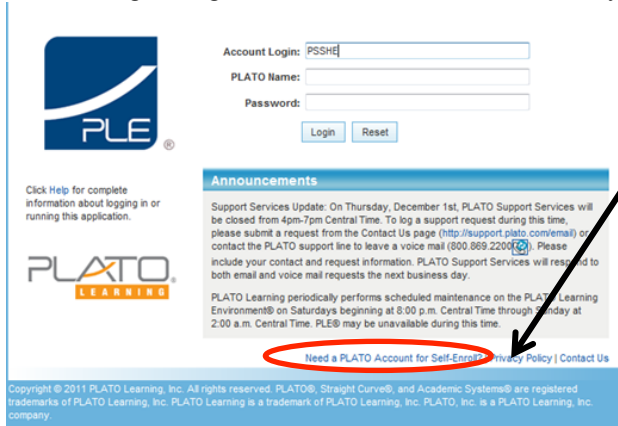 Account Login: PSSHE
PLATO Name:
Password:
Login Reset
PLE ®
Click Help for complete
information about logging in or
running this application.
PLATO®
LEARNING
Announcements
Support Services Update: On Thursday, December 1st, PLATO Support Services will
be closed from 4pm-7pm Central Time. To log a support request during this time,
please submit a request from the Contact Us page (http://support.plato.com/email) or
contact the PLATO support line to leave a voice mail (800.869.2200). Please
include your contact and request information. PLATO Support Services will respond to
both email and voice mail requests the next business day.
PLATO Learning periodically performs scheduled maintenance on the PLATO Learning
Environment® on Saturdays beginning at 8:00 p.m. Central Time through Sunday at
2:00 a.m. Central Time. PLE® may be unavailable during this time.
Need a PLATO Account for Self-Enroll? | Privacy Policy | Contact Us
Copyright © 2011 PLATO Learning, Inc. All rights reserved. PLATO®, Straight Curve®, and Academic Systems® are registered
trademarks of PLATO Learning, Inc. PLATO Learning is a trademark of PLATO Learning, Inc. PLATO, Inc. is a PLATO Learning, Inc.
company.